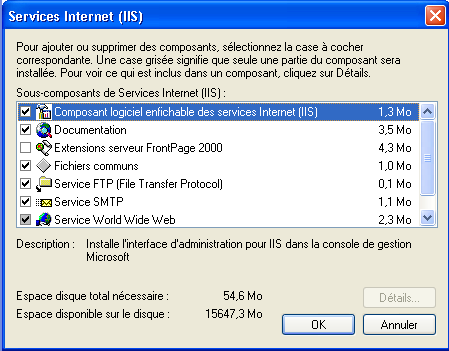 Services Internet (IIS)
Pour ajouter ou supprimer des composants, sélectionnez la case à cocher
correspondante. Une case grisée signifie que seule une partie du composant sera
installée. Pour voir ce qui est inclus dans un composant, cliquez sur Détails.
Sous-composants de Services Internet (IIS) :
Composant logiciel enfichable des services Internet (IIS) 1,3 Mo
Documentation 3,5 Mo
Extensions serveur FrontPage 2000 4,3 Mo
Fichiers communs 1,0 Mo
Service FTP (File Transfer Protocol) 0,1 Mo
Service SMTP 1,1 Mo
Service World Wide Web 2,3 Mo
Description : Installe l'interface d'administration pour IIS dans la console de gestion
Microsoft
Espace disque total nécessaire : 54,6 Mo
Détails...
Espace disponible sur le disque : 15647,3 Mo
OK Annuler